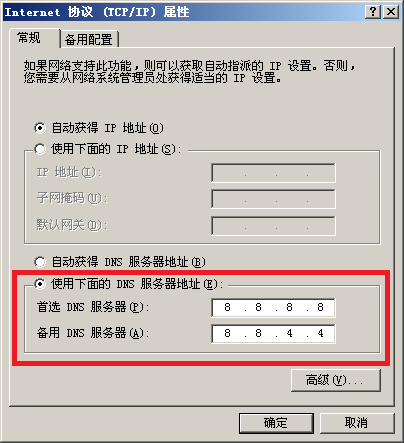 Internet 协议 (TCP/IP) 属性
常规 备用配置
如果网络支持此功能,则可以获取自动指派的 IP 设置。否则,
您需要从网络系统管理员处获得适当的 IP 设置。
自动获得 IP 地址(O)
使用下面的 IP 地址(S):
IP 地址(I): . . .
子网掩码(U): . . .
默认网关(D): . . .
自动获得 DNS 服务器地址(B)
使用下面的 DNS 服务器地址(E):
首选 DNS 服务器(P): 8 . 8 . 8 . 8
备用 DNS 服务器(A): 8 . 8 . 4 . 4
高级(V)...
确定 取消